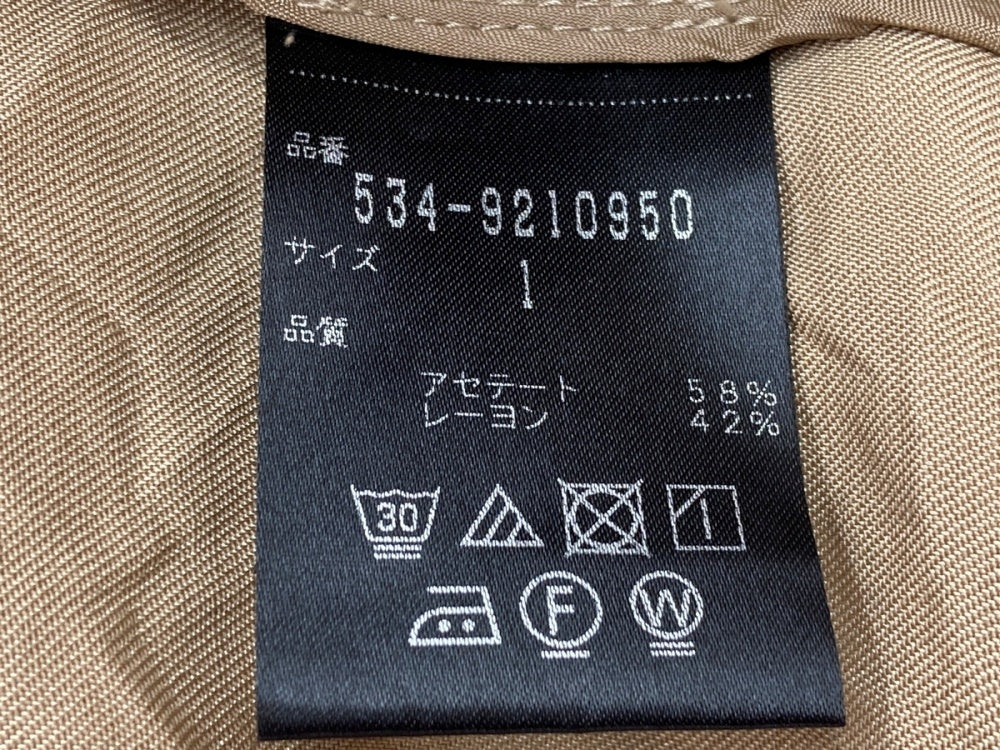 品番
534-9210950
サイズ
1
品質
アセテート 58%
レーヨン 42%
30
F W